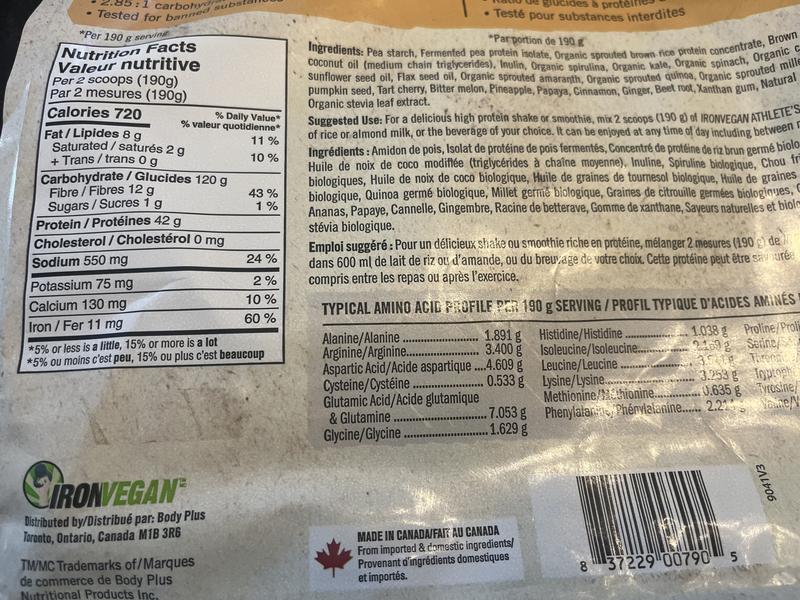 • 2.85:1 carbohydra
• Tested for banned substances
glucides à protéines
• Testé pour substances interdites
*Per 190 g serving
*Par portion de 190 g
Nutrition Facts
Valeur nutritive
Per 2 scoops (190g)
Par 2 mesures (190g)
Calories 720
% Daily Value*
% valeur quotidienne*
Fat / Lipides 8 g 11 %
Saturated / saturés 2 g
+ Trans / trans 0 g 10 %
Carbohydrate / Glucides 120 g
Fibre / Fibres 12 g 43 %
Sugars / Sucres 1 g 1 %
Protein / Protéines 42 g
Cholesterol / Cholestérol 0 mg
Sodium 550 mg 24 %
Potassium 75 mg 2 %
Calcium 130 mg 10 %
Iron / Fer 11 mg 60 %
*5% or less is a little, 15% or more is a lot
*5% ou moins c'est peu, 15% ou plus c'est beaucoup
Ingredients: Pea starch, Fermented pea protein isolate, Organic sprouted brown rice protein concentrate, Brown
coconut oil (medium chain triglycerides), Inulin, Organic spirulina, Organic kale, Organic spinach, Organic c
sunflower seed oil, Flax seed oil, Organic sprouted amaranth, Organic sprouted quinoa, Organic sprouted mille
pumpkin seed, Tart cherry, Bitter melon, Pineapple, Papaya, Cinnamon, Ginger, Beet root, Xanthan gum, Natural
Organic stevia leaf extract.
Suggested Use: For a delicious high protein shake or smoothie, mix 2 scoops (190 g) of IRONVEGAN ATHLETE'S
of rice or almond milk, or the beverage of your choice. It can be enjoyed at any time of day including between
Ingrédients : Amidon de pois, Isolat de protéine de pois fermentés, Concentré de protéine de riz brun germé biolo
Huile de noix de coco modifiée (triglycérides à chaîne moyenne), Inuline, Spiruline biologique, Chou fri
biologiques, Huile de noix de coco biologique, Huile de graines de tournesol biologique, Huile de graines
biologique, Quinoa germé biologique, Millet germé biologique, Graines de citrouille germées biologiques, C
Ananas, Papaye, Cannelle, Gingembre, Racine de betterave, Gomme de xanthane, Saveurs naturelles et biolo
stévia biologique.
Emploi suggéré : Pour un délicieux shake ou smoothie riche en protéine, mélanger 2 mesures (190 g) de
dans 600 ml de lait de riz ou d'amande, ou du breuvage de votre choix. Cette protéine peut être savourée
compris entre les repas ou après l'exercice.
TYPICAL AMINO ACID PROFILE PER 190 g SERVING / PROFIL TYPIQUE D'ACIDES AMINÉS
Alanine/Alanine .................. 1.891 g
Arginine/Arginine.................. 3.400 g
Aspartic Acid/Acide aspartique ....4.609 g
Cysteine/Cystéine ................ 0.533 g
Glutamic Acid/Acide glutamique
& Glutamine ........................ 7.053 g
Glycine/Glycine .................... 1.629 g
Histidine/Histidine ................ 1.038 g
Isoleucine/Isoleucine..............
Leucine/Leucine ..................
Lysine/Lysine...................... 3.253 g
Methionine/Méthionine............ 0.635 g
Phenylalanine/Phénylalanine......
Proline/Proli
Serine/
Tyrosine/
IRONVEGAN
Distributed by/Distribué par: Body Plus
Toronto, Ontario, Canada M1B 3R6
TM/MC Trademarks of/Marques
de commerce de Body Plus
Nutritional Products Inc.
MADE IN CANADA/FAIT AU CANADA
From imported & domestic ingredients/
Provenant d'ingrédients domestiques
et importés.
8 37229 00790 5
9041V3